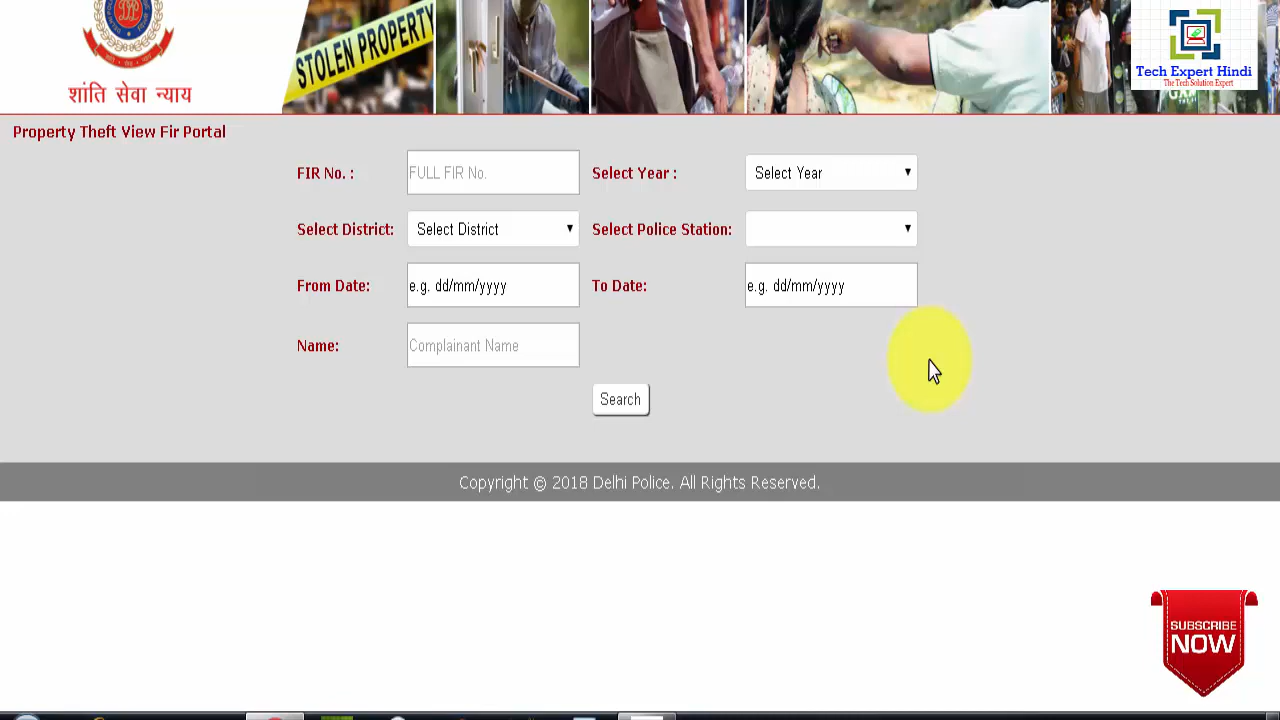 शांति सेवा न्याय
STOLEN PROPERTY
Tech Expert Hindi
The Tech Solution Expert
Property Theft View Fir Portal
FIR No. :
FULL FIR No.
Select Year :
Select Year
Select District:
Select District
Select Police Station:
From Date:
e.g. dd/mm/yyyy
To Date:
e.g. dd/mm/yyyy
Name:
Complainant Name
Search
Copyright © 2018 Delhi Police. All Rights Reserved.
SUBSCRIBE
NOW